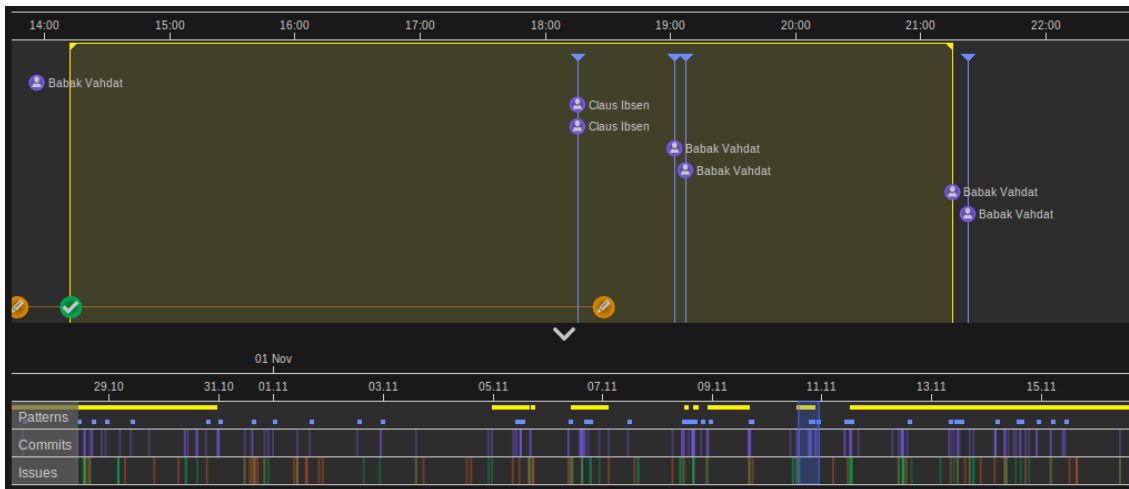 14:00 15:00 16:00 17:00 18:00 19:00 20:00 21:00 22:00
Babak Vahdat
Claus Ibsen
Claus Ibsen
Babak Vahdat
Babak Vahdat
Babak Vahdat
Babak Vahdat
01 Nov
29.10 31.10 01.11 03.11 05.11 07.11 09.11 11.11 13.11 15.11
Patterns
Commits
Issues